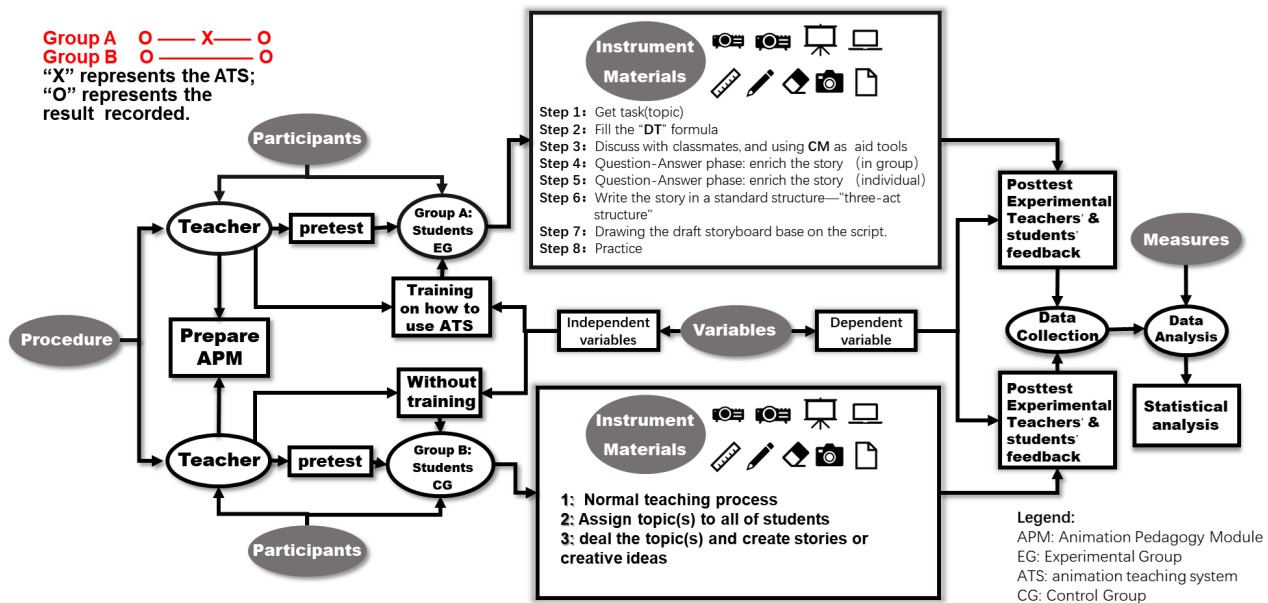 Group A O — X — O
Group B O ——— O
“X” represents the ATS;
“O” represents the
result recorded.
Participants
Procedure
Teacher
pretest
Group A:
Students
EG
Training
on how to
use ATS
Prepare
APM
Without
training
Teacher
pretest
Group B:
Students
CG
Participants
Instrument
Materials
Step 1: Get task(topic)
Step 2: Fill the “DT” formula
Step 3: Discuss with classmates, and using CM as aid tools
Step 4: Question-Answer phase: enrich the story (in group)
Step 5: Question-Answer phase: enrich the story (individual)
Step 6: Write the story in a standard structure—"three-act
structure"
Step 7: Drawing the draft storyboard base on the script.
Step 8: Practice
Independent
variables
Variables
Dependent
variable
Instrument
Materials
1: Normal teaching process
2: Assign topic(s) to all of students
3: deal the topic(s) and create stories or
creative ideas
Posttest
Experimental
Teachers' &
students'
feedback
Data
Collection
Posttest
Experimental
Teachers' &
students'
feedback
Measures
Data
Analysis
Statistical
analysis
Legend:
APM: Animation Pedagogy Module
EG: Experimental Group
ATS: animation teaching system
CG: Control Group